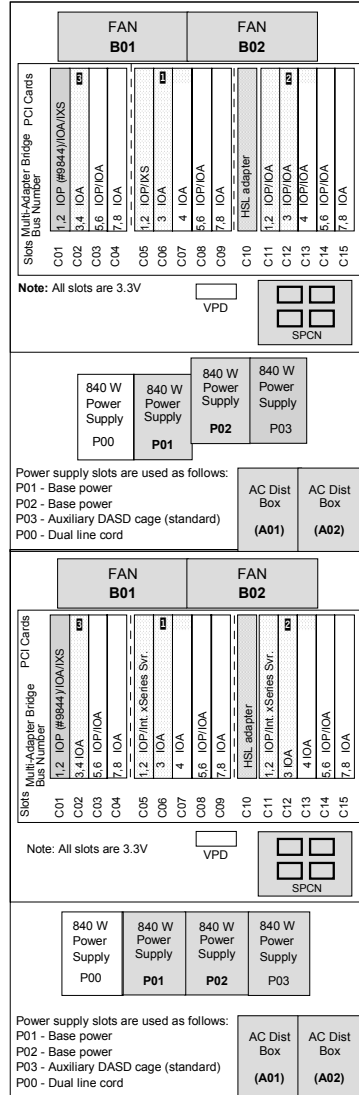 FAN
B01
FAN
B02
Slots
Multi-Adapter Bridge
Bus Number
PCI Cards
C01 1,2 IOP (#9844)/IOA/IXS
C02 3,4 IOA 3
C03 5,6 IOP/IOA
C04 7,8 IOA
C05 1,2 IOP/IXS
C06 3 IOA 1
C07 4 IOA
C08 5,6 IOP/IOA
C09 7,8 IOA
C10 HSL adapter
C11 1,2 IOP/IXS
C12 3 IOP/IOA 2
C13 4 IOP/IOA
C14 5,6 IOP/IOA
C15 7,8 IOA
Note: All slots are 3.3V
VPD
SPCN
840 W
Power
Supply
P00
840 W
Power
Supply
P01
840 W
Power
Supply
P02
840 W
Power
Supply
P03
Power supply slots are used as follows:
P01 - Base power
P02 - Base power
P03 - Auxiliary DASD cage (standard)
P00 - Dual line cord
AC Dist
Box
(A01)
AC Dist
Box
(A02)
FAN
B01
FAN
B02
Slots
Multi-Adapter Bridge
Bus Number
PCI Cards
C01 1,2 IOP (#9844)/IOA/IXS
C02 3,4 IOA 3
C03 5,6 IOP/IOA
C04 7,8 IOA
C05 1,2 IOP/Int. xSeries Svr.
C06 3 IOA 1
C07 4 IOA
C08 5,6 IOP/IOA
C09 7,8 IOA
C10 HSL adapter
C11 1,2 IOP/Int. xSeries Svr.
C12 3 IOA 2
C13 4 IOA
C14 5,6 IOP/IOA
C15 7,8 IOA
Note: All slots are 3.3V
VPD
SPCN
840 W
Power
Supply
P00
840 W
Power
Supply
P01
840 W
Power
Supply
P02
840 W
Power
Supply
P03
Power supply slots are used as follows:
P01 - Base power
P02 - Base power
P03 - Auxiliary DASD cage (standard)
P00 - Dual line cord
AC Dist
Box
(A01)
AC Dist
Box
(A02)